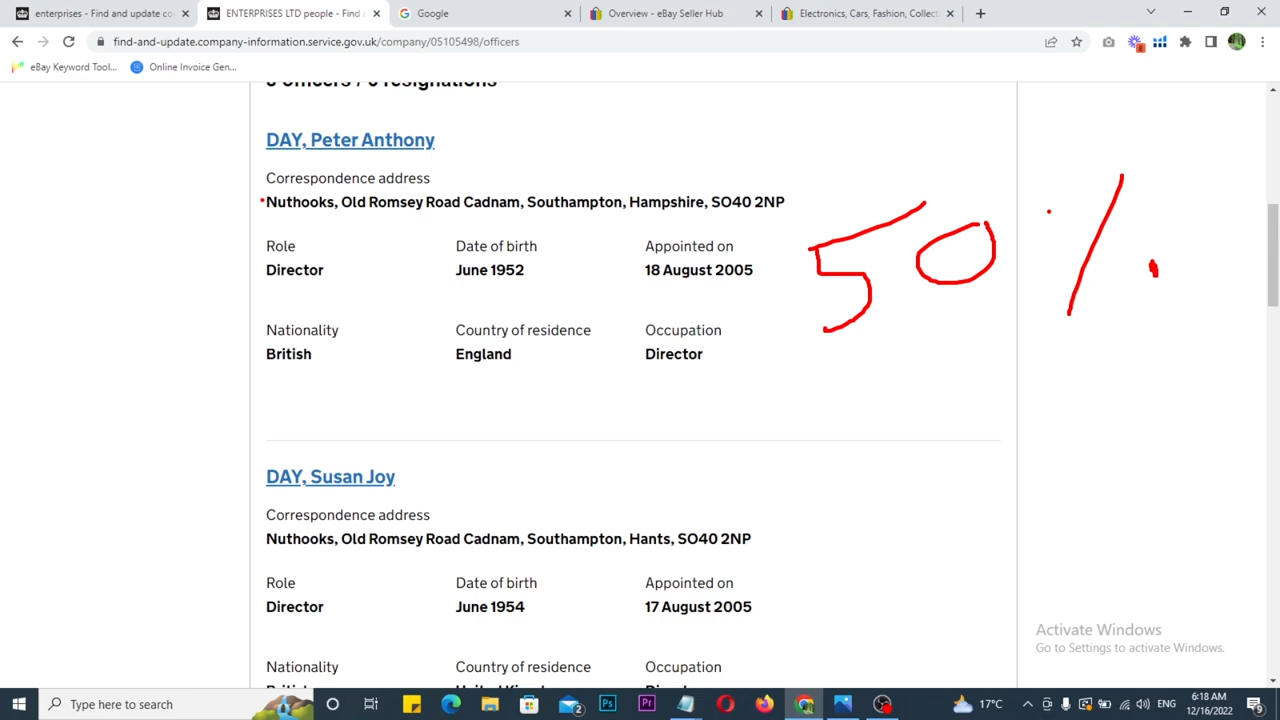 enterprises - Find and update co
ENTERPRISES LTD people - Find a
Google
Overview - eBay Seller Hub
Electronics, Cars, Fashion, Collect
find-and-update.company-information.service.gov.uk/company/05105498/officers
8
eBay Keyword Tool...
Online Invoice Gen...
DAY, Peter Anthony
Correspondence address
Nuthooks, Old Romsey Road Cadnam, Southampton, Hampshire, SO40 2NP
Role
Date of birth
Appointed on
Director
June 1952
18 August 2005
50 %
Nationality
Country of residence
Occupation
British
England
Director
DAY, Susan Joy
Correspondence address
Nuthooks, Old Romsey Road Cadnam, Southampton, Hants, SO40 2NP
Role
Date of birth
Appointed on
Director
June 1954
17 August 2005
Activate Windows
Go to Settings to activate Windows.
Nationality
Country of residence
Occupation
Type here to search
2
Ps
Pr
17°C
ENG
6:18 AM
12/16/2022
9